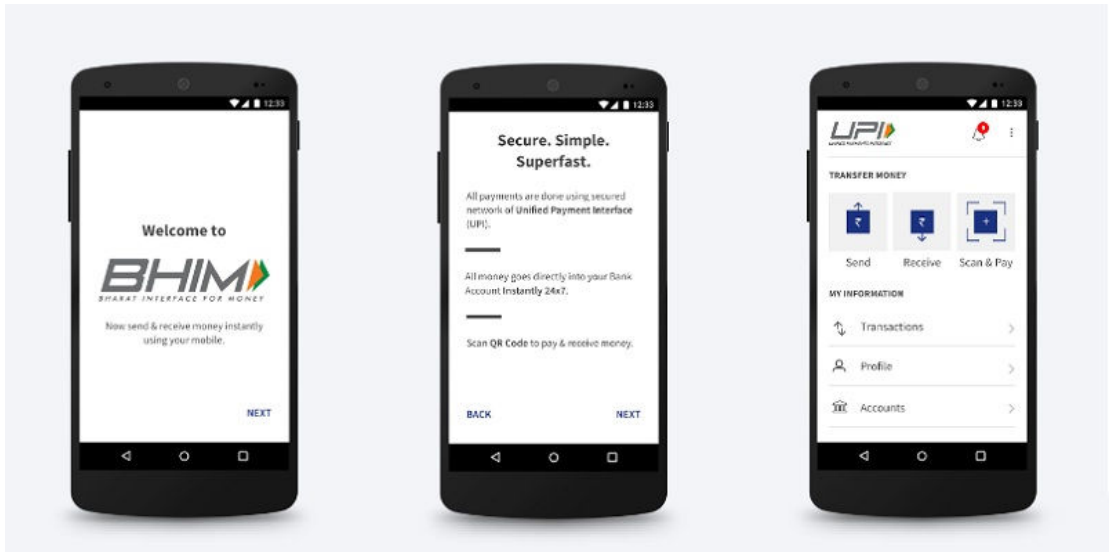 12:33
Welcome to
BHIM
BHARAT INTERFACE FOR MONEY
Now send & receive money instantly
using your mobile.
NEXT
12:33
Secure. Simple.
Superfast.
All payments are done using secured
network of Unified Payment Interface
(UPI).
All money goes directly into your Bank
Account Instantly 24x7.
Scan QR Code to pay & receive money.
BACK
NEXT
12:33
UPI
UNIFIED PAYMENTS INTERFACE
TRANSFER MONEY
₹
₹
Send
Receive
Scan & Pay
MY INFORMATION
Transactions
Profile
Accounts